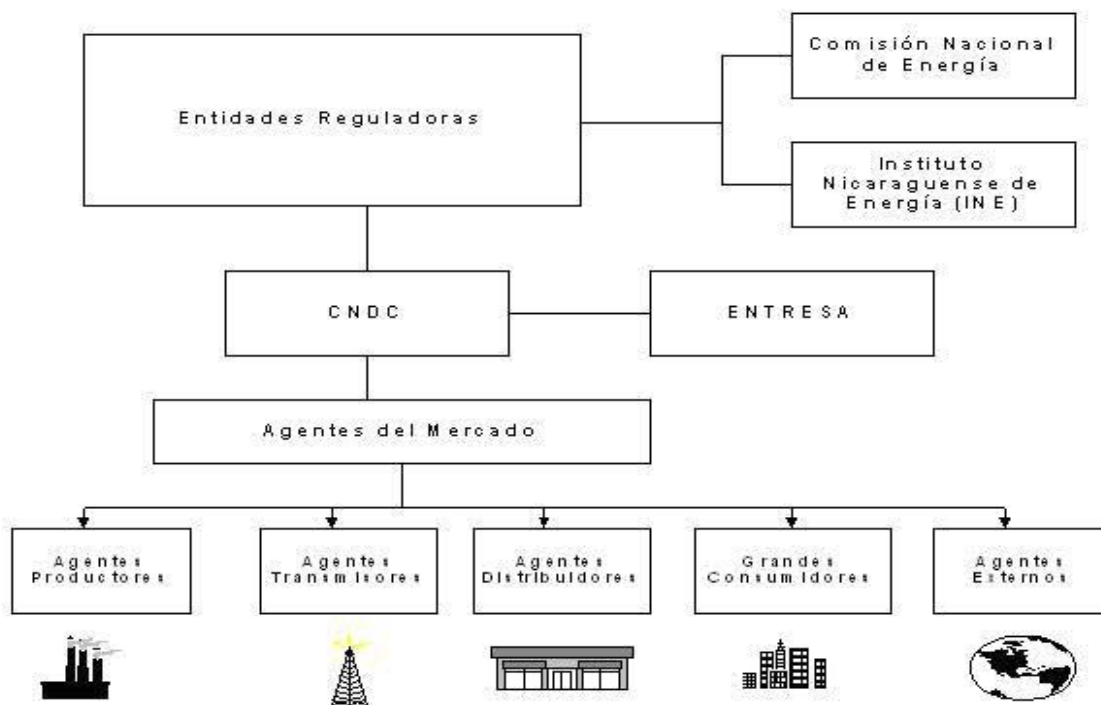 Entidades Reguladoras
Comisión Nacional
de Energía
Instituto
Nicaraguense de
Energía (INE)
CNDC
ENTRESA
Agentes del Mercado
Agentes
Productores
Agentes
Transmisores
Agentes
Distribuidores
Grandes
Consumidores
Agentes
Externos